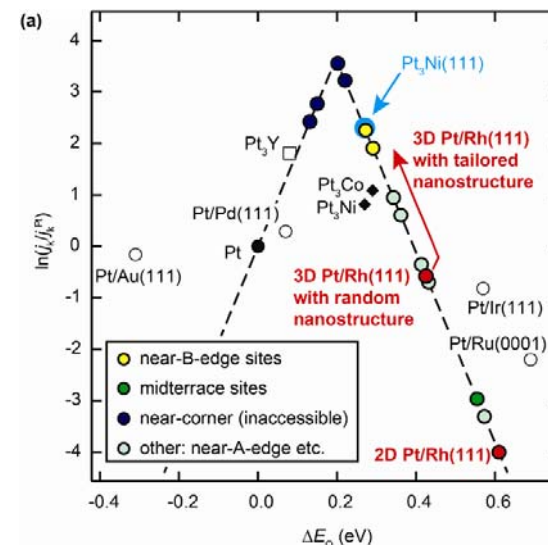 (a)
ln(jₖ/jₖᴾᵗ)
4
3
2
1
0
-1
-2
-3
-4
Pt₃Ni(111)
3D Pt/Rh(111)
with tailored
nanostructure
Pt₃Y
Pt₃Co
Pt₃Ni
Pt/Pd(111)
Pt
Pt/Au(111)
3D Pt/Rh(111)
with random
nanostructure
Pt/Ir(111)
Pt/Ru(0001)
near-B-edge sites
midterrace sites
near-corner (inaccessible)
other: near-A-edge etc.
2D Pt/Rh(111)
-0.4 -0.2 0.0 0.2 0.4 0.6
ΔE_O (eV)